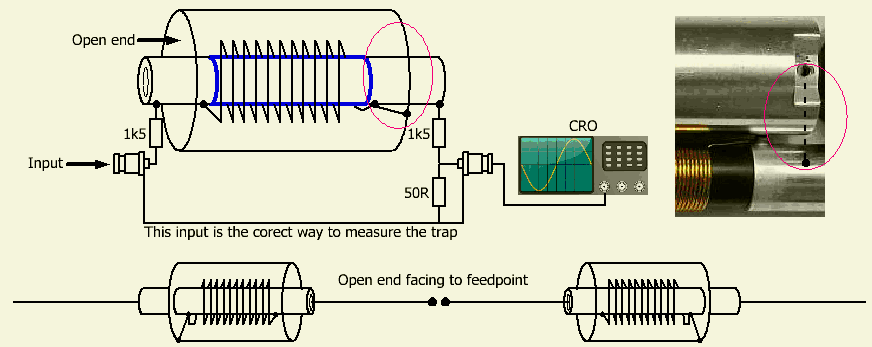 Open end
1k5
1k5
CRO
Input
50R
This input is the corect way to measure the trap
Open end facing to feedpoint